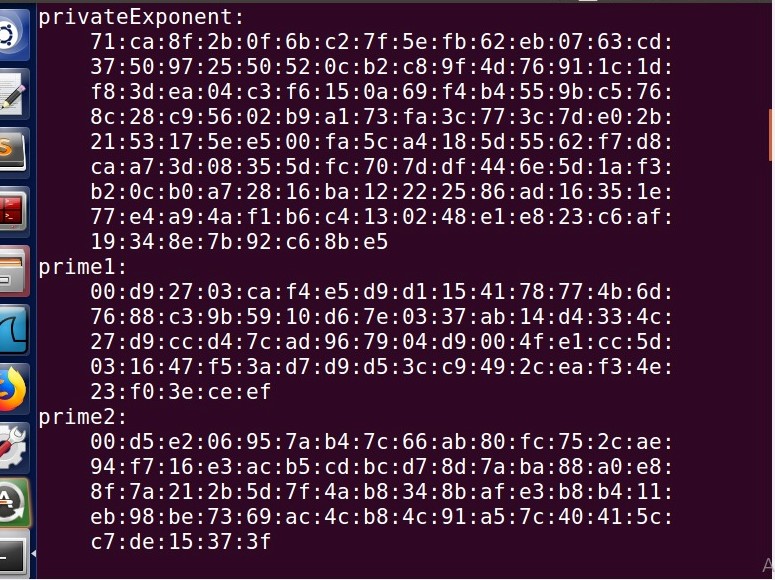 privateExponent:
71:ca:8f:2b:0f:6b:c2:7f:5e:fb:62:eb:07:63:cd:
37:50:97:25:50:52:0c:b2:c8:9f:4d:76:91:1c:1d:
f8:3d:ea:04:c3:f6:15:0a:69:f4:b4:55:9b:c5:76:
8c:28:c9:56:02:b9:a1:73:fa:3c:77:3c:7d:e0:2b:
21:53:17:5e:e5:00:fa:5c:a4:18:5d:55:62:f7:d8:
ca:a7:3d:08:35:5d:fc:70:7d:df:44:6e:5d:1a:f3:
b2:0c:b0:a7:28:16:ba:12:22:25:86:ad:16:35:1e:
77:e4:a9:4a:f1:b6:c4:13:02:48:e1:e8:23:c6:af:
19:34:8e:7b:92:c6:8b:e5
prime1:
00:d9:27:03:ca:f4:e5:d9:d1:15:41:78:77:4b:6d:
76:88:c3:9b:59:10:d6:7e:03:37:ab:14:d4:33:4c:
27:d9:cc:d4:7c:ad:96:79:04:d9:00:4f:e1:cc:5d:
03:16:47:f5:3a:d7:d9:d5:3c:c9:49:2c:ea:f3:4e:
23:f0:3e:ce:ef
prime2:
00:d5:e2:06:95:7a:b4:7c:66:ab:80:fc:75:2c:ae:
94:f7:16:e3:ac:b5:cd:bc:d7:8d:7a:ba:88:a0:e8:
8f:7a:21:2b:5d:7f:4a:b8:34:8b:af:e3:b8:b4:11:
eb:98:be:73:69:ac:4c:b8:4c:91:a5:7c:40:41:5c:
c7:de:15:37:3f